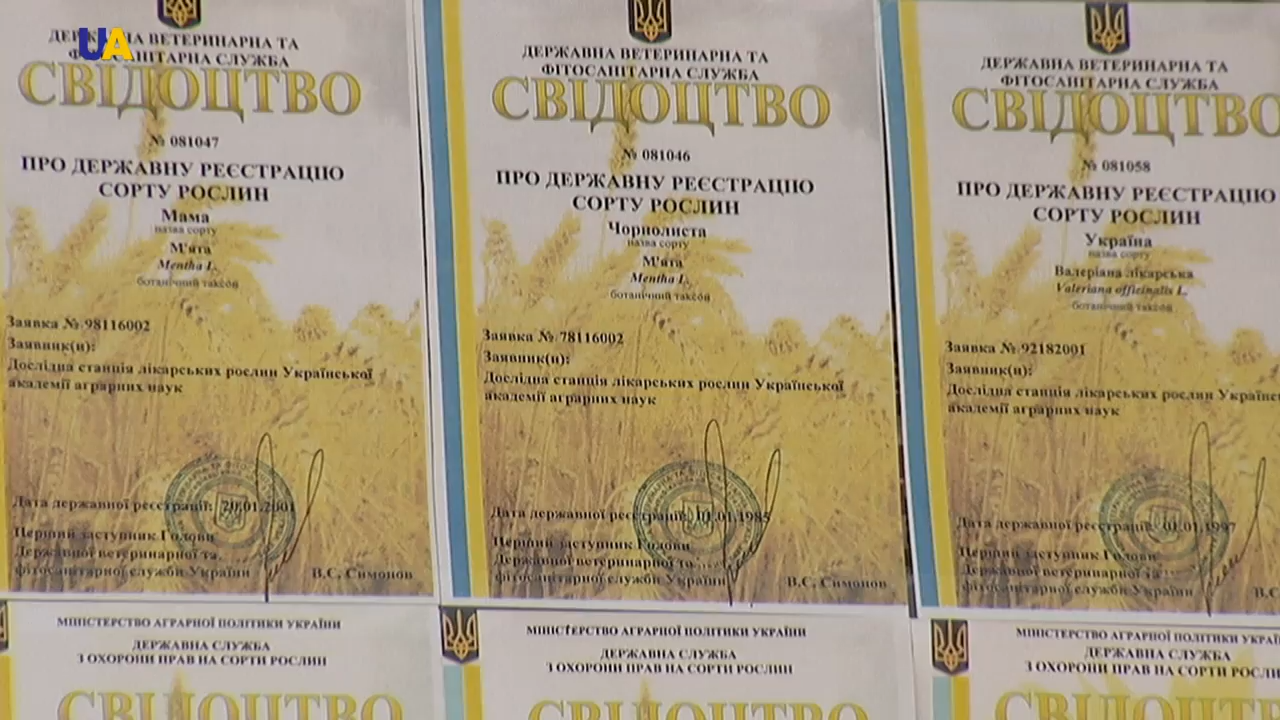 UA
ДЕРЖАВНА ВЕТЕРИНАРНА ТА
ФІТОСАНІТАРНА СЛУЖБА
СВІДОЦТВО
№ 081047
ПРО ДЕРЖАВНУ РЕЄСТРАЦІЮ
СОРТУ РОСЛИН
Мама
назва сорту
М'ята
Mentha L.
ботанічний таксон
Заявка № 98116002
Заявник(и):
Дослідна станція лікарських рослин Української
академії аграрних наук
Дата державної реєстрації: 20.01.2001
Перший заступник Голови
Державної ветеринарної та
фітосанітарної служби України
В.Є. Симонов
ДЕРЖАВНА ВЕТЕРИНАРНА ТА
ФІТОСАНІТАРНА СЛУЖБА
СВІДОЦТВО
№ 081046
ПРО ДЕРЖАВНУ РЕЄСТРАЦІЮ
СОРТУ РОСЛИН
Чорнолиста
назва сорту
М'ята
Mentha L.
ботанічний таксон
Заявка № 78116002
Заявник(и):
Дослідна станція лікарських рослин Української
академії аграрних наук
Дата державної реєстрації: 01.01.1985
Перший заступник Голови
Державної ветеринарної та
фітосанітарної служби України
В.Є. Симонов
ДЕРЖАВНА ВЕТЕРИНАРНА ТА
ФІТОСАНІТАРНА СЛУЖБА
СВІДОЦТВО
№ 081058
ПРО ДЕРЖАВНУ РЕЄСТРАЦІЮ
СОРТУ РОСЛИН
Україна
назва сорту
Валеріана лікарська
Valeriana officinalis L.
ботанічний таксон
Заявка № 92182001
Заявник(и):
Дослідна станція лікарських рослин
академії аграрних наук
Дата державної реєстрації: 01.01.1997
Перший заступник Голови
Державної ветеринарної та
фітосанітарної служби України
МІНІСТЕРСТВО АГРАРНОЇ ПОЛІТИКИ УКРАЇНИ
ДЕРЖАВНА СЛУЖБА
З ОХОРОНИ ПРАВ НА СОРТИ РОСЛИН
СВІДОЦТВО
МІНІСТЕРСТВО АГРАРНОЇ ПОЛІТИКИ УКРАЇНИ
ДЕРЖАВНА СЛУЖБА
З ОХОРОНИ ПРАВ НА СОРТИ РОСЛИН
СВІДОЦТВО
МІНІСТЕРСТВО АГРАРНОЇ ПОЛІТИКИ
ДЕРЖАВНА СЛУЖБА
З ОХОРОНИ ПРАВ НА СОРТИ
СВІДОЦТВО